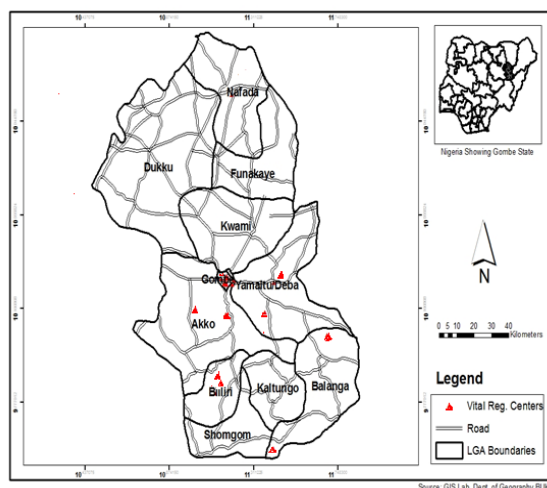 Nafada
Dukku
Funakaye
Kwami
Gombe
Yamaltu/Deba
Akko
Billiri
Kaltungo
Balanga
Shomgom
Nigeria Showing Gombe State
N
0 5 10 20 30 40
Kilometers
Legend
Vital Reg. Centers
Road
LGA Boundaries
Source: GIS Lab. Dept. of Geography BUK